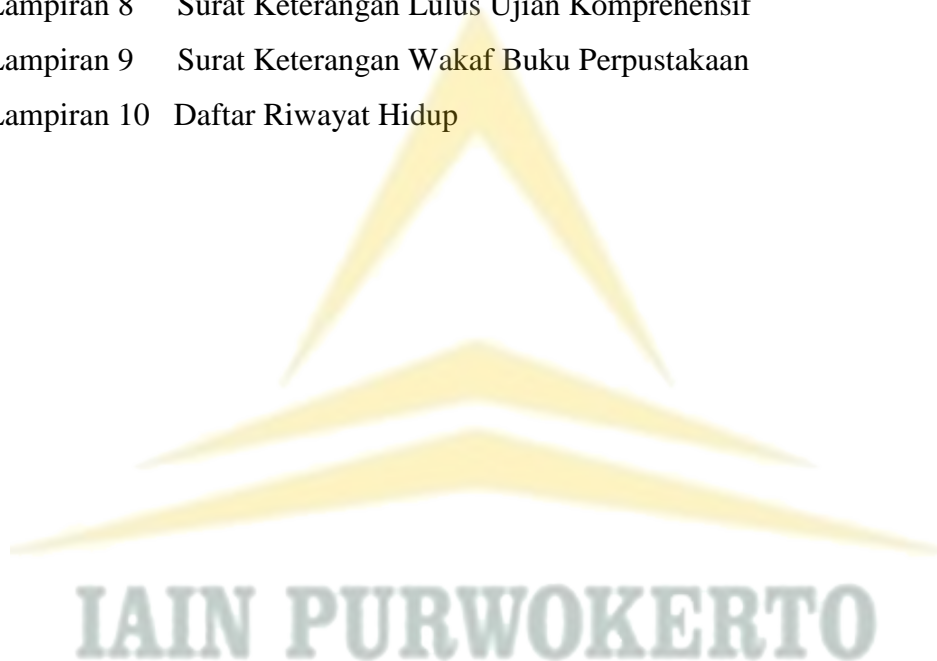 Lampiran 8 Surat Keterangan Lulus Ujian Komprehensif
Lampiran 9 Surat Keterangan Wakaf Buku Perpustakaan
Lampiran 10 Daftar Riwayat Hidup
IAIN PURWOKERTO